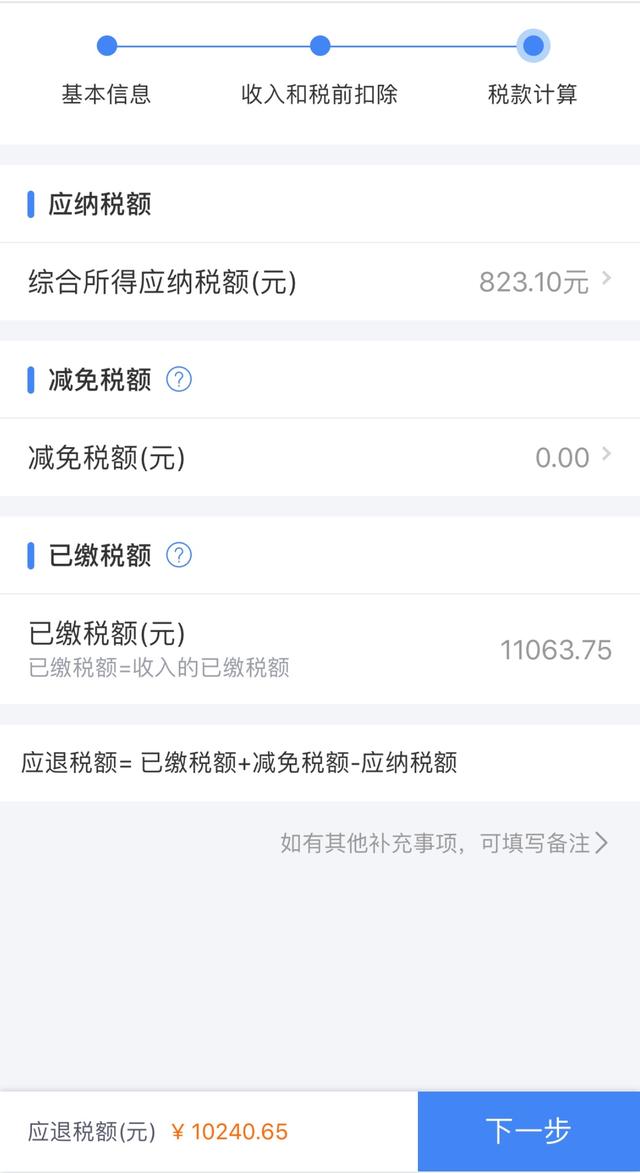 基本信息 收入和税前扣除 税款计算
应纳税额
综合所得应纳税额(元) 823.10元
减免税额 ?
减免税额(元) 0.00
已缴税额 ?
已缴税额(元)
已缴税额=收入的已缴税额
11063.75
应退税额= 已缴税额+减免税额-应纳税额
如有其他补充事项，可填写备注
应退税额(元) ¥ 10240.65 下一步